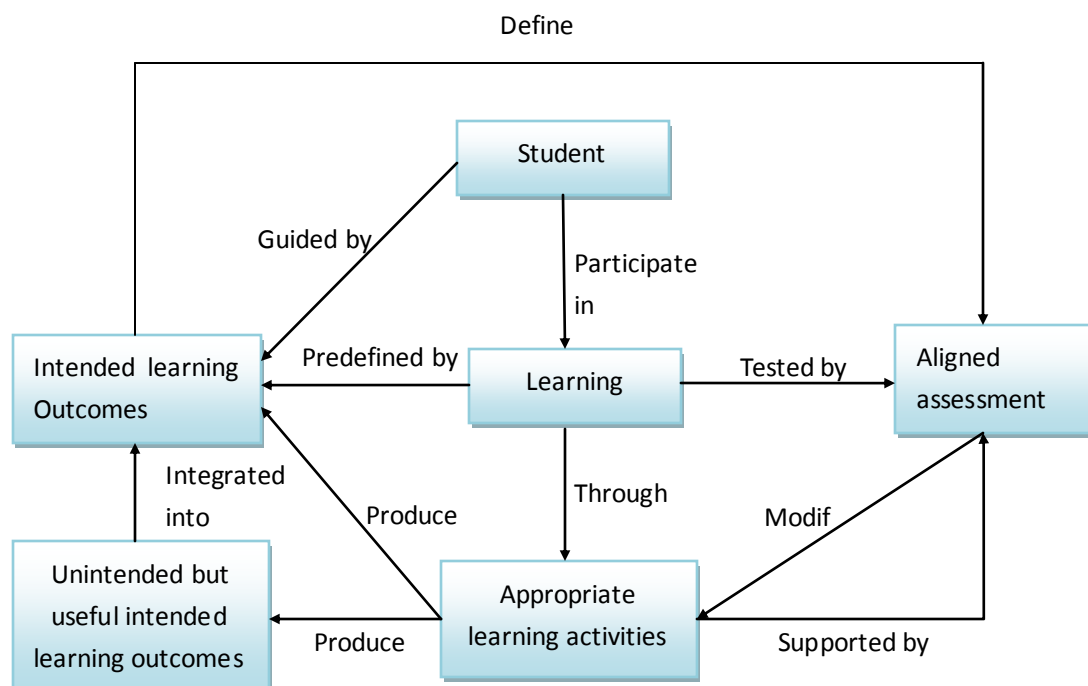 Define
Student
Guided by
Participate
in
Intended learning
Outcomes
Predefined by
Learning
Tested by
Aligned
assessment
Integrated
into
Produce
Through
Modif
Unintended but
useful intended
learning outcomes
Produce
Appropriate
learning activities
Supported by